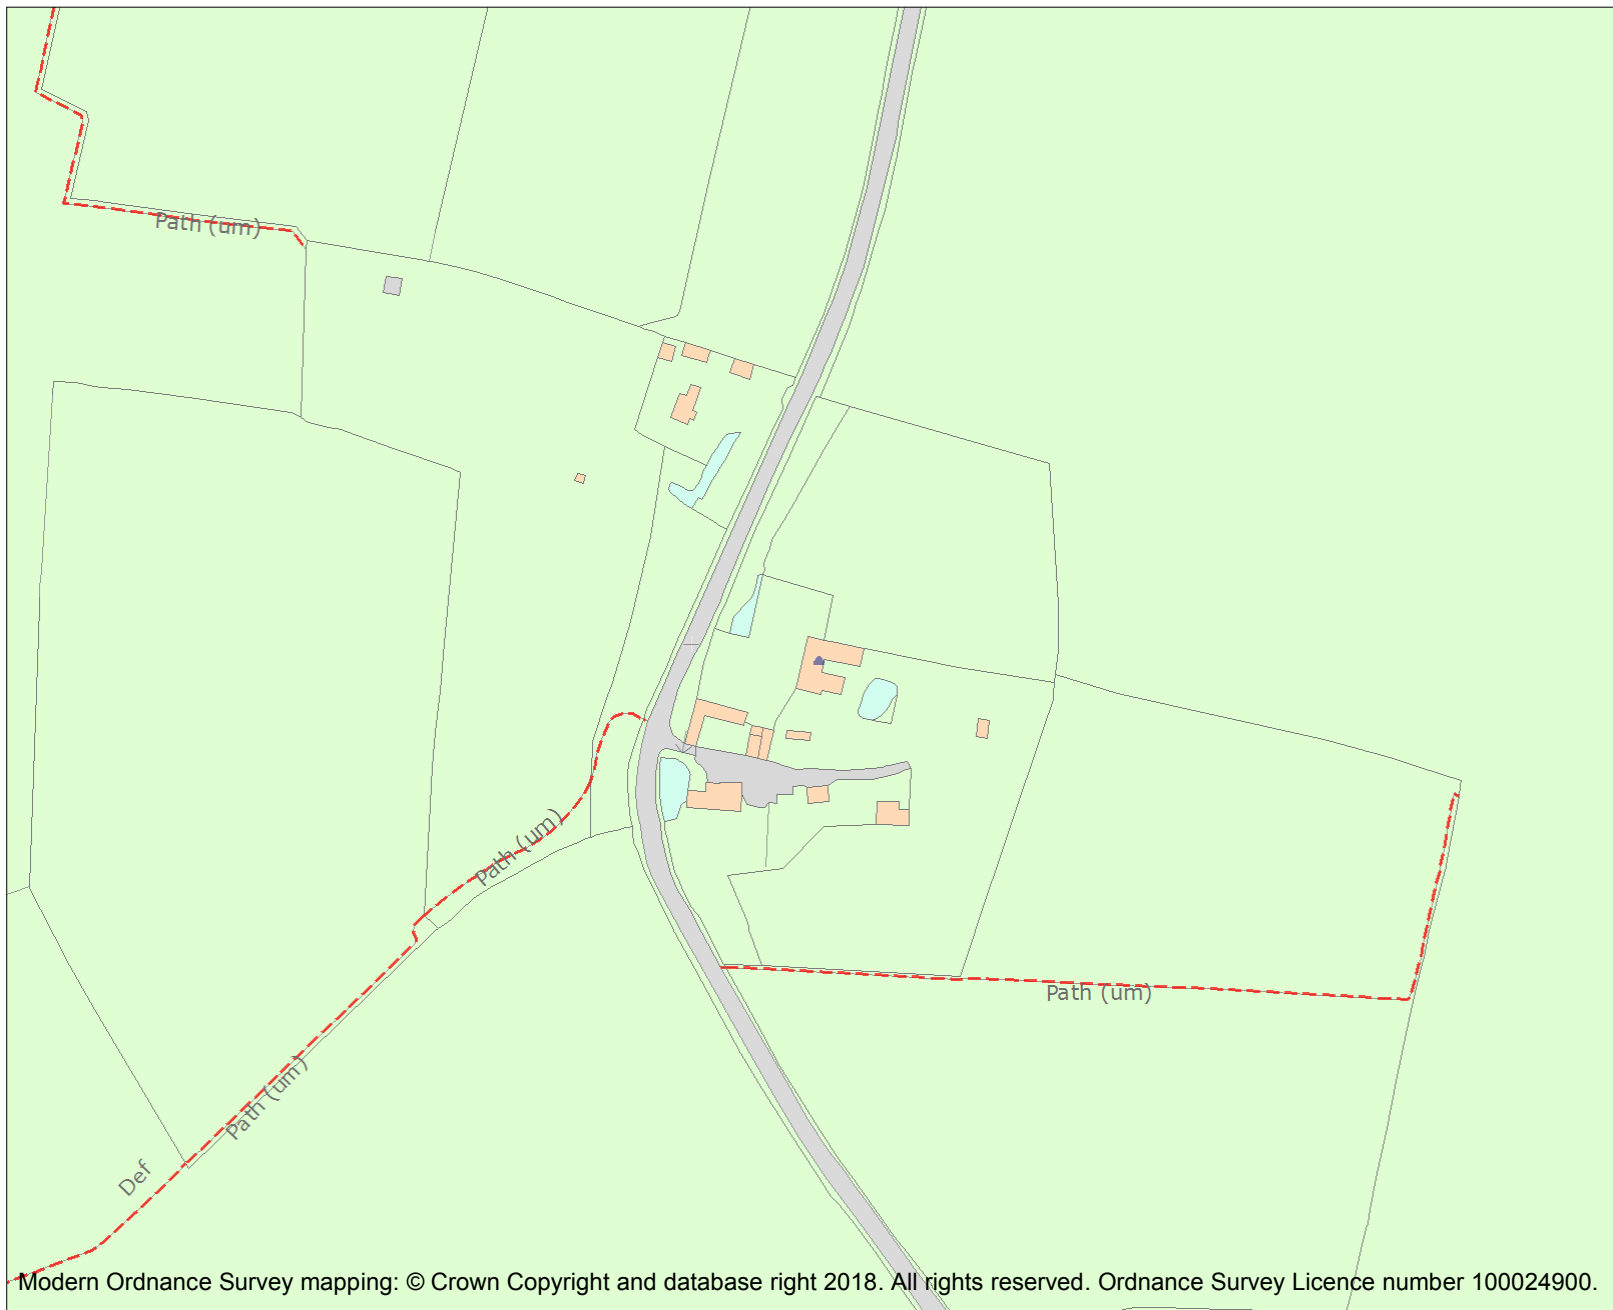 Path (um)
Path (um)
Path (um)
Path (um)
Def
Modern Ordnance Survey mapping: © Crown Copyright and database right 2018. All rights reserved. Ordnance Survey Licence number 100024900.